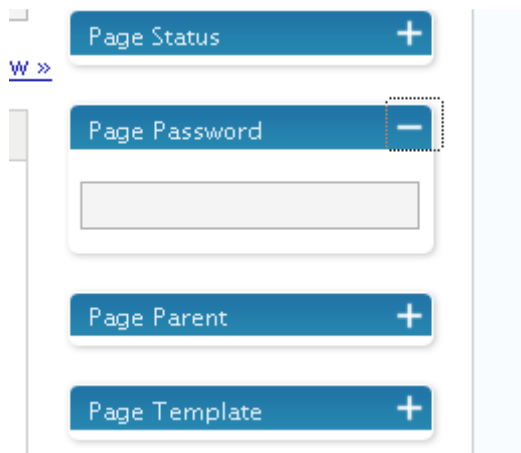 Page Status
w »
Page Password
Page Parent
Page Template